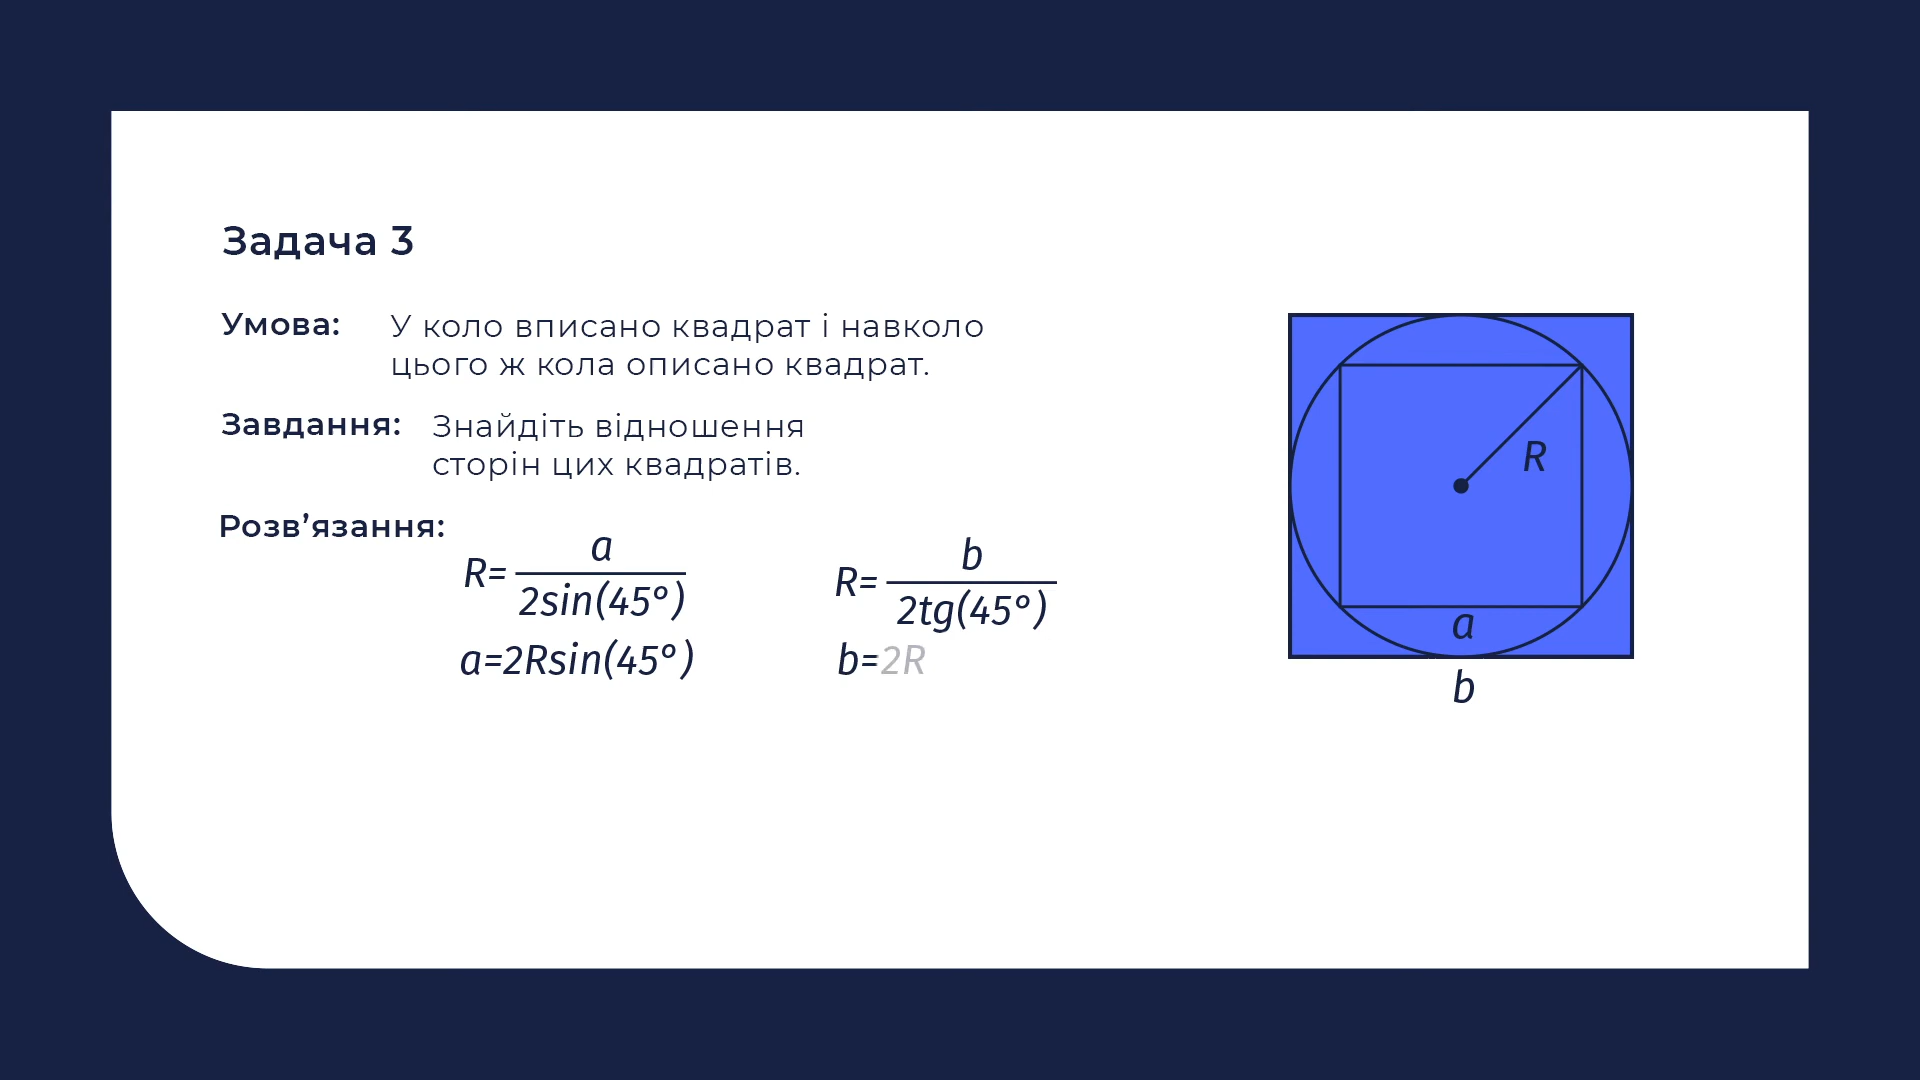 Задача 3
Умова: У коло вписано квадрат і навколо
цього ж кола описано квадрат.
Завдання: Знайдіть відношення
сторін цих квадратів.
Розв’язання:
R= a / 2sin(45°)
a=2Rsin(45°)
R= b / 2tg(45°)
b=2R
R
a
b